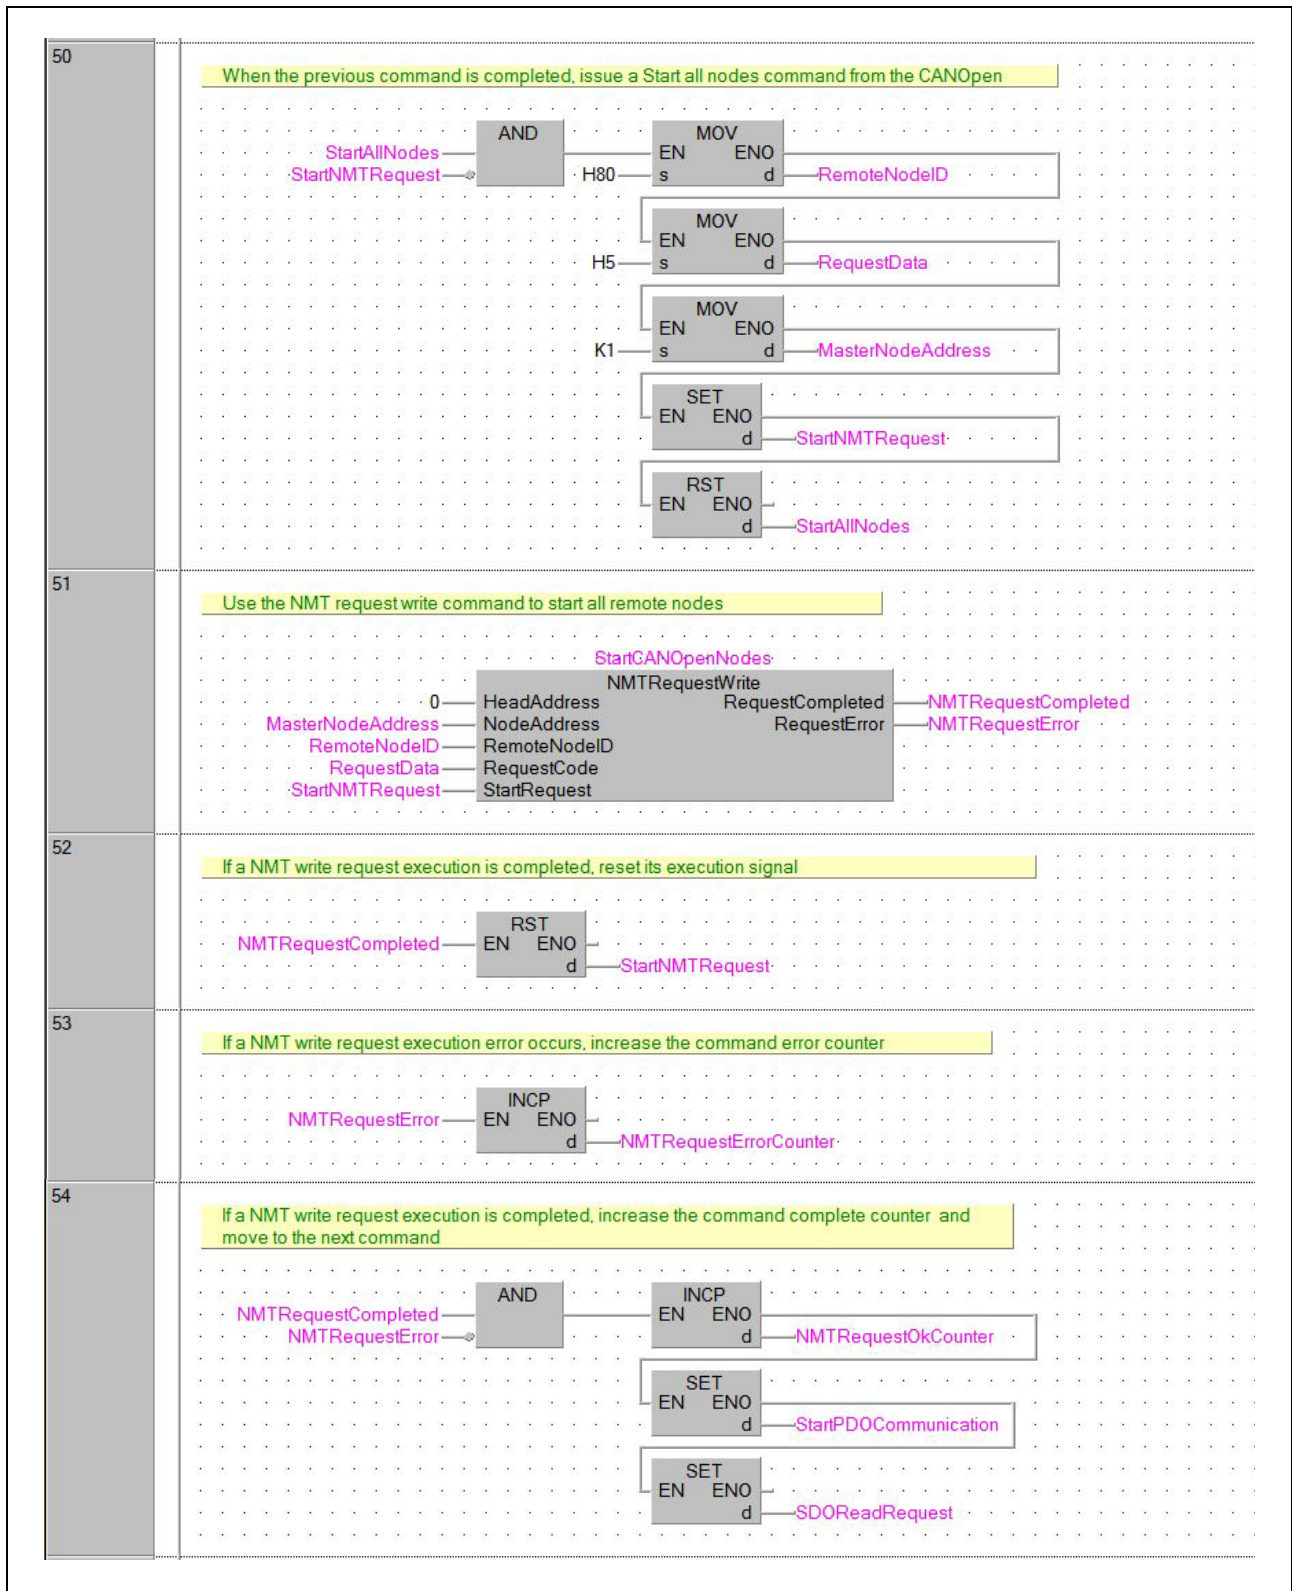 50
When the previous command is completed, issue a Start all nodes command from the CANOpen
AND MOV
StartAllNodes EN ENO
StartNMTRequest H80 s d RemoteNodeID
MOV
EN ENO
H5 s d RequestData
MOV
EN ENO
K1 s d MasterNodeAddress
SET
EN ENO
d StartNMTRequest
RST
EN ENO
d StartAllNodes
51
Use the NMT request write command to start all remote nodes
StartCANOpenNodes
NMTRequestWrite
0 HeadAddress RequestCompleted NMTRequestCompleted
MasterNodeAddress NodeAddress RequestError NMTRequestError
RemoteNodeID RemoteNodeID
RequestData RequestCode
StartNMTRequest StartRequest
52
If a NMT write request execution is completed, reset its execution signal
RST
NMTRequestCompleted EN ENO
d StartNMTRequest
53
If a NMT write request execution error occurs, increase the command error counter
INCP
NMTRequestError EN ENO
d NMTRequestErrorCounter
54
If a NMT write request execution is completed, increase the command complete counter and
move to the next command
AND INCP
NMTRequestCompleted EN ENO
NMTRequestError d NMTRequestOkCounter
SET
EN ENO
d StartPDOCommunication
SET
EN ENO
d SDOReadRequest